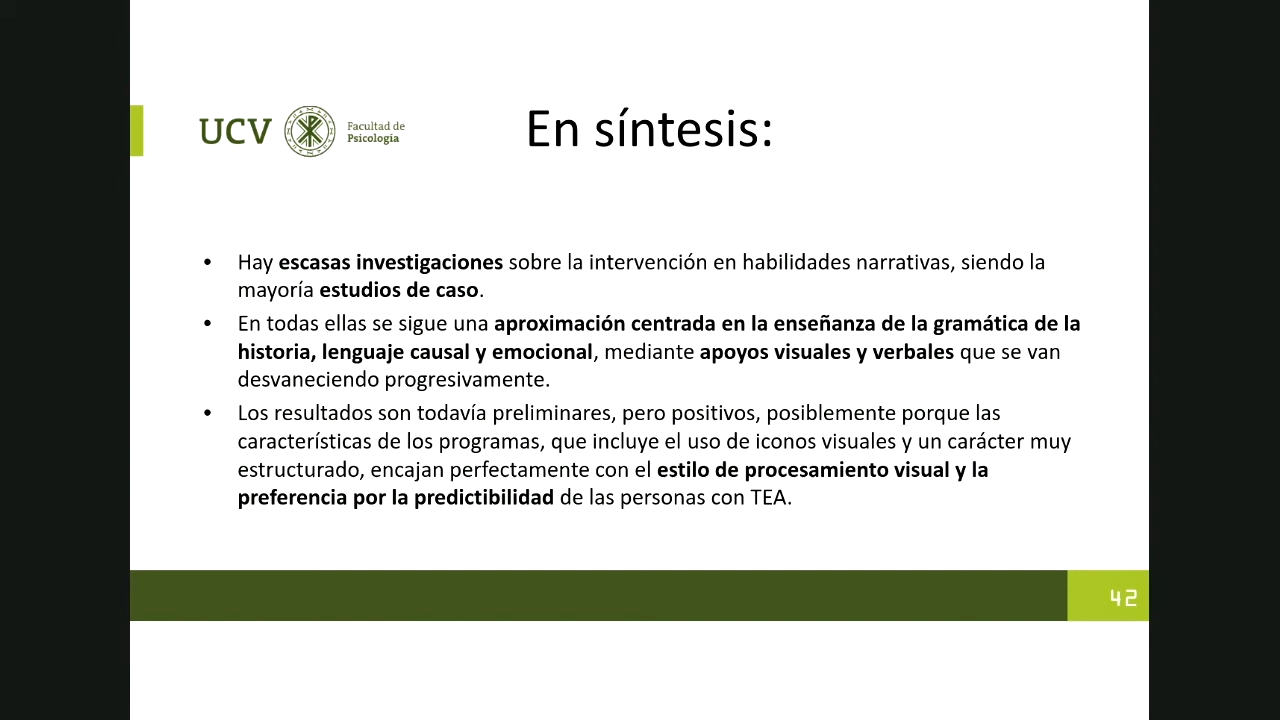 UCV
Facultad de
Psicología
En síntesis:
• Hay escasas investigaciones sobre la intervención en habilidades narrativas, siendo la
mayoría estudios de caso.
• En todas ellas se sigue una aproximación centrada en la enseñanza de la gramática de la
historia, lenguaje causal y emocional, mediante apoyos visuales y verbales que se van
desvaneciendo progresivamente.
• Los resultados son todavía preliminares, pero positivos, posiblemente porque las
características de los programas, que incluye el uso de iconos visuales y un carácter muy
estructurado, encajan perfectamente con el estilo de procesamiento visual y la
preferencia por la predictibilidad de las personas con TEA.
42